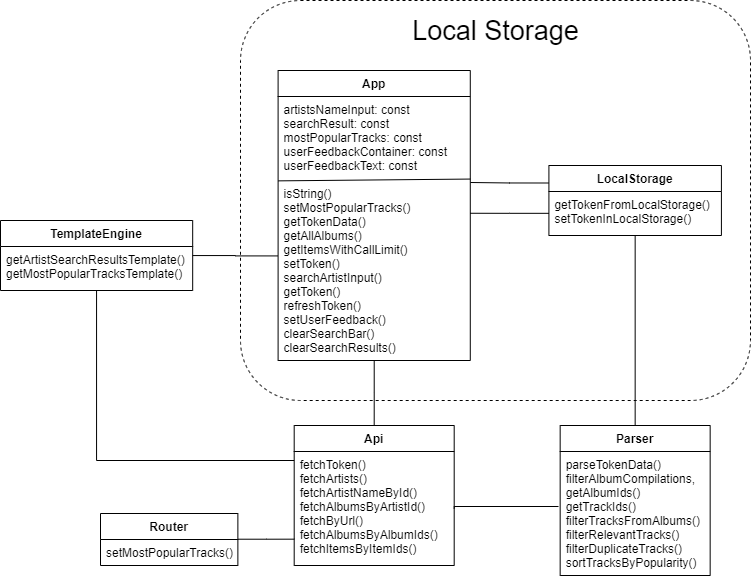 Local Storage
App
artistsNameInput: const
searchResult: const
mostPopularTracks: const
userFeedbackContainer: const
userFeedbackText: const
isString()
setMostPopularTracks()
getTokenData()
getAllAlbums()
getItemsWithCallLimit()
setToken()
searchArtistInput()
getToken()
refreshToken()
setUserFeedback()
clearSearchBar()
clearSearchResults()
LocalStorage
getTokenFromLocalStorage()
setTokenInLocalStorage()
TemplateEngine
getArtistSearchResultsTemplate()
getMostPopularTracksTemplate()
Api
fetchToken()
fetchArtists()
fetchArtistNameById()
fetchAlbumsByArtistId()
fetchByUrl()
fetchAlbumsByAlbumIds()
fetchItemsByItemIds()
Parser
parseTokenData()
filterAlbumCompilations,
getAlbumIds()
getTrackIds()
filterTracksFromAlbums()
filterRelevantTracks()
filterDuplicateTracks()
sortTracksByPopularity()
Router
setMostPopularTracks()